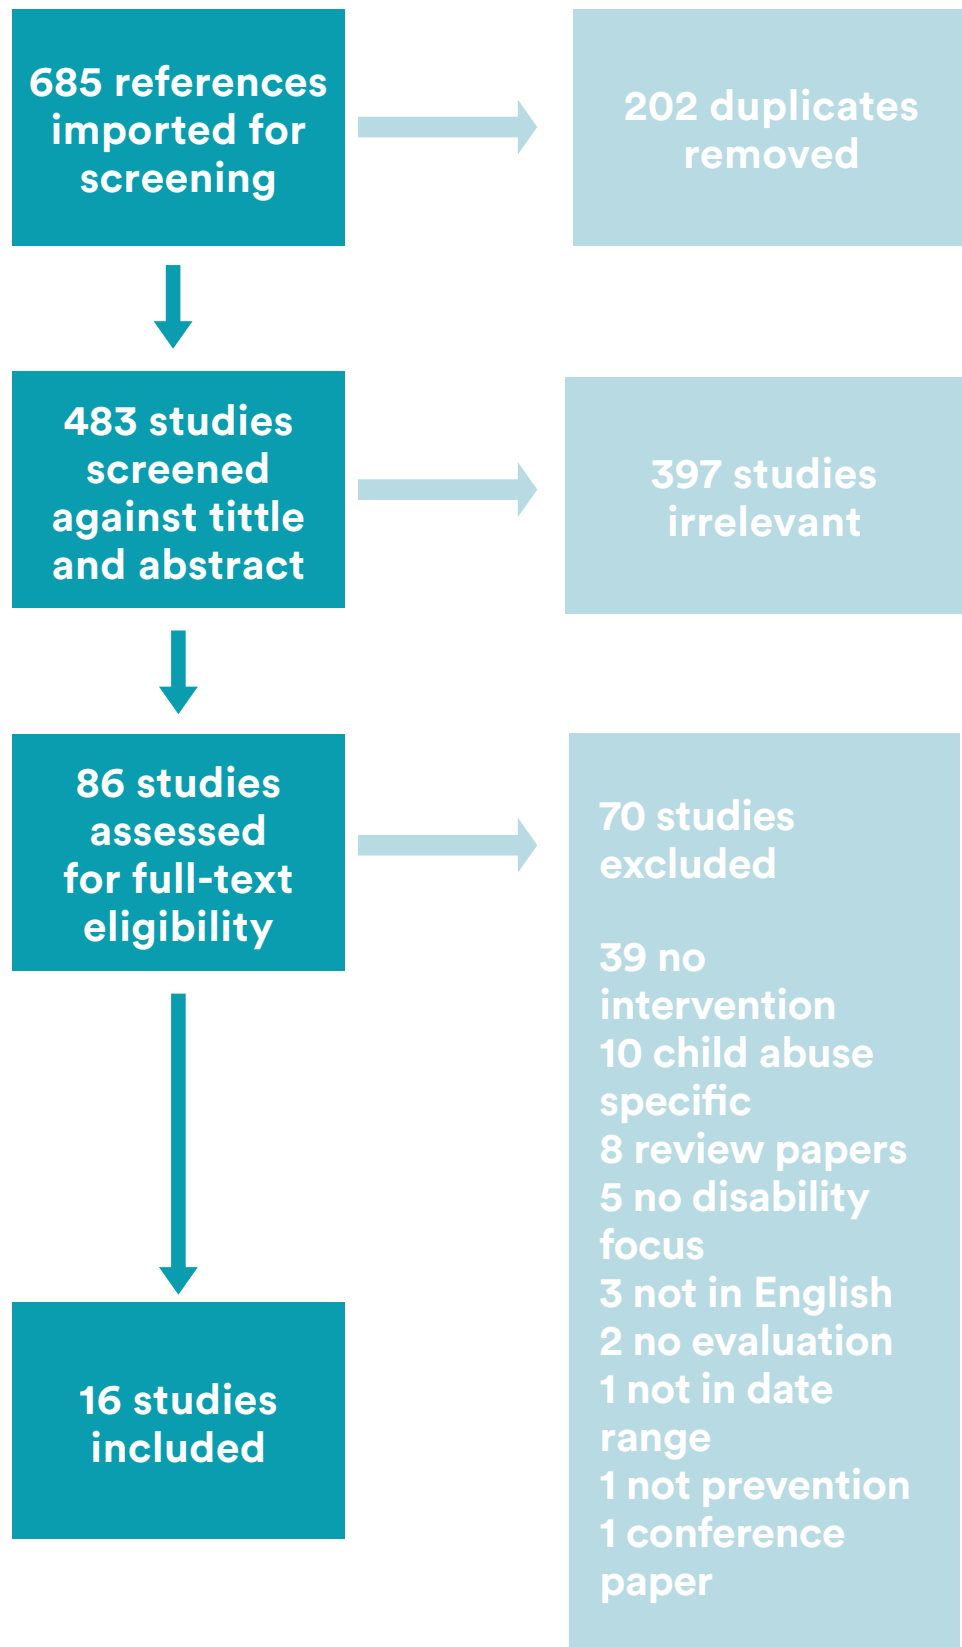 685 references
imported for
screening
202 duplicates
removed
483 studies
screened
against tittle
and abstract
397 studies
irrelevant
86 studies
assessed
for full-text
eligibility
70 studies
excluded
39 no
intervention
10 child abuse
specific
8 review papers
5 no disability
focus
3 not in English
2 no evaluation
1 not in date
range
1 not prevention
1 conference
paper
16 studies
included